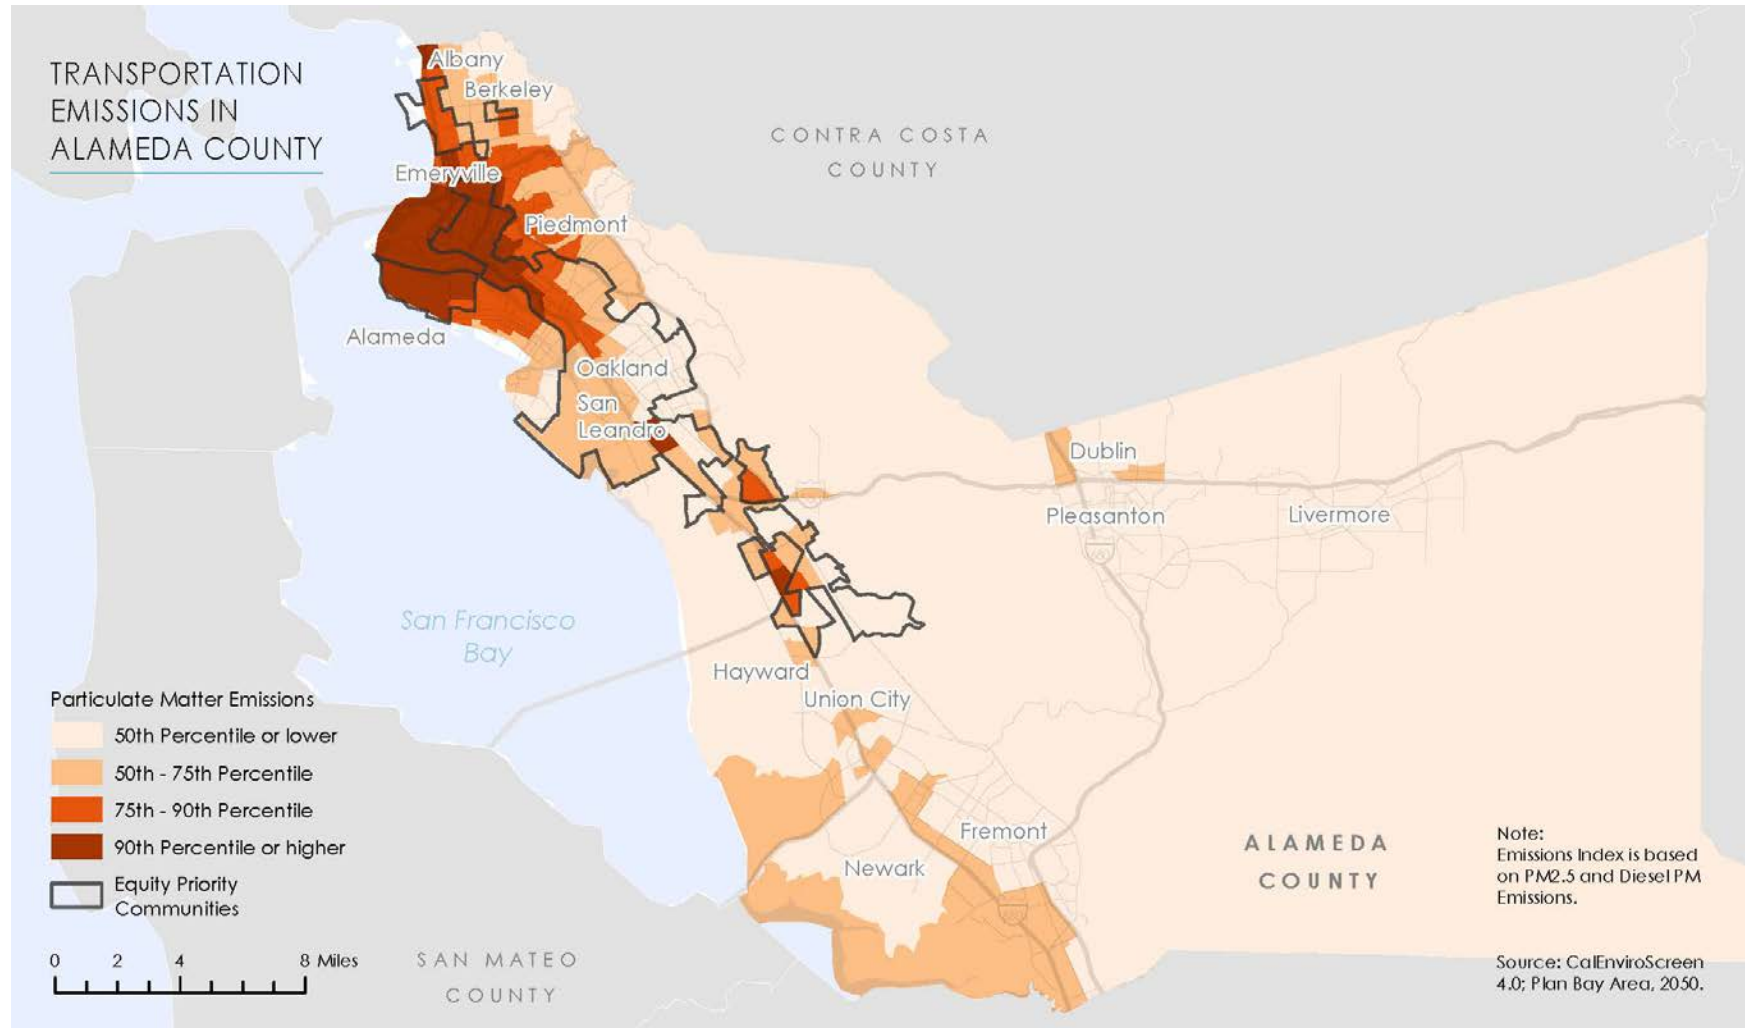 TRANSPORTATION
EMISSIONS IN
ALAMEDA COUNTY
Albany
Berkeley
CONTRA COSTA
COUNTY
Emeryville
Piedmont
Alameda
Oakland
San
Leandro
Dublin
Pleasanton
Livermore
San Francisco
Bay
Hayward
Union City
Fremont
Newark
ALAMEDA
COUNTY
Particulate Matter Emissions
50th Percentile or lower
50th - 75th Percentile
75th - 90th Percentile
90th Percentile or higher
Equity Priority
Communities
0 2 4 8 Miles
SAN MATEO
COUNTY
Note:
Emissions Index is based
on PM2.5 and Diesel PM
Emissions.
Source: CalEnviroScreen
4.0; Plan Bay Area, 2050.